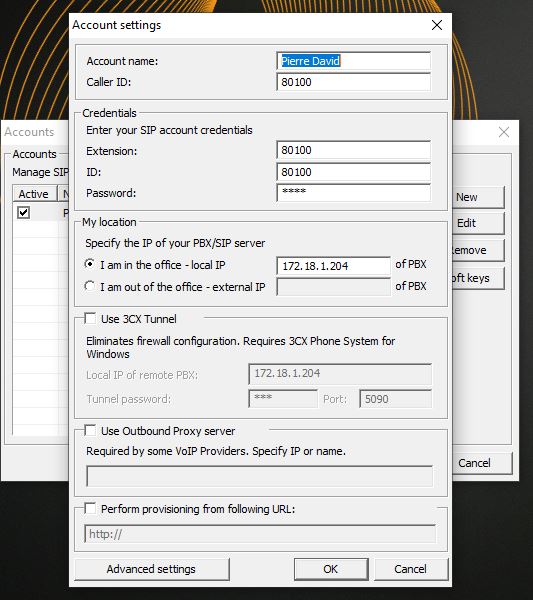 Account settings
Account name: Pierre David
Caller ID: 80100
Credentials
Enter your SIP account credentials
Extension: 80100
ID: 80100
Password: ****
My location
Specify the IP of your PBX/SIP server
I am in the office - local IP 172.18.1.204 of PBX
I am out of the office - external IP of PBX
Use 3CX Tunnel
Eliminates firewall configuration. Requires 3CX Phone System for
Windows
Local IP of remote PBX: 172.18.1.204
Tunnel password: *** Port: 5090
Use Outbound Proxy server
Required by some VoIP Providers. Specify IP or name.
Perform provisioning from following URL:
http://
Advanced settings OK Cancel
Accounts
Accounts
Manage SIP
Active N
P
New
Edit
emove
oft keys
Cancel